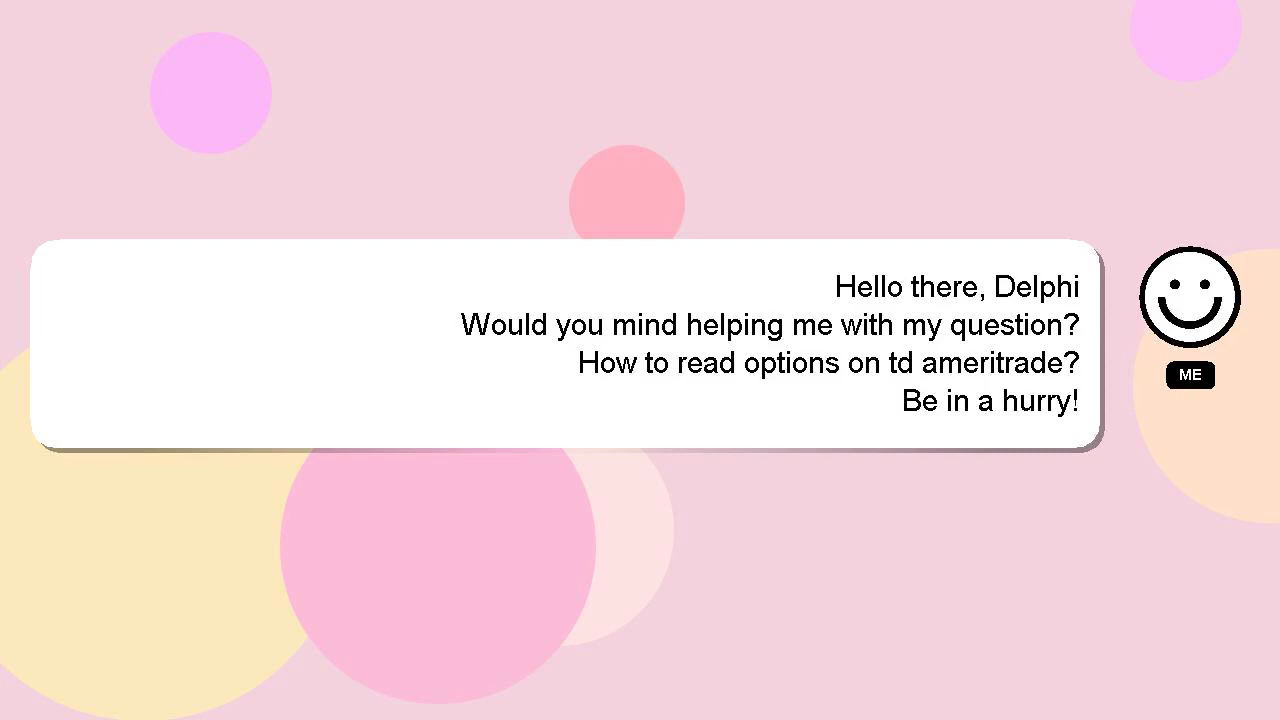 Hello there, Delphi
Would you mind helping me with my question?
How to read options on td ameritrade?
Be in a hurry!
ME